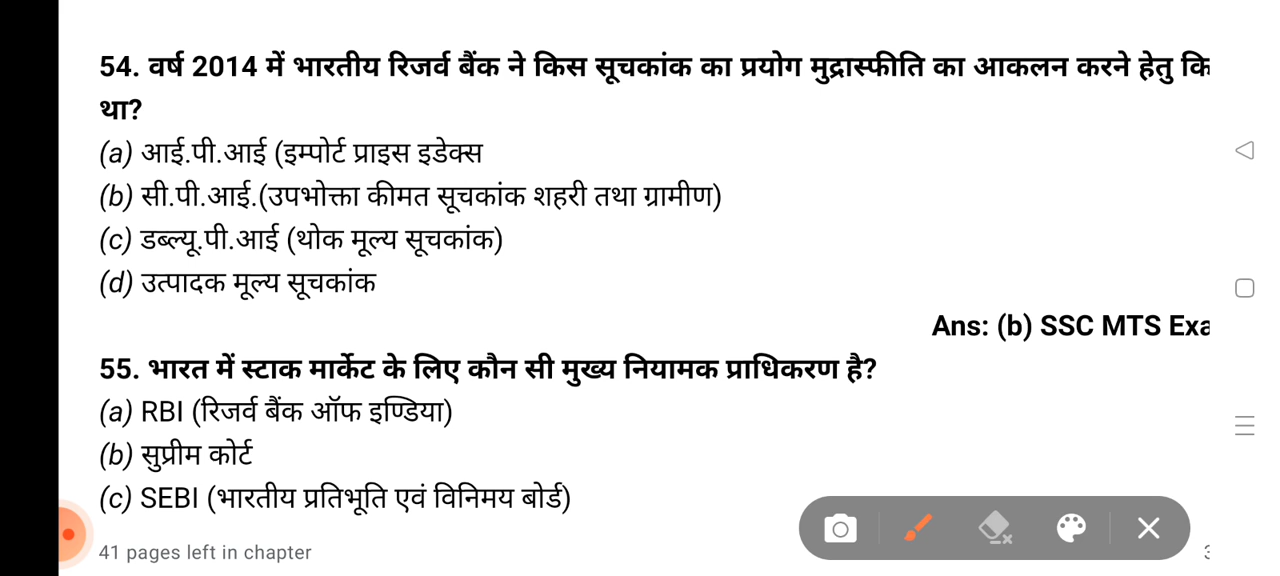 54. वर्ष 2014 में भारतीय रिजर्व बैंक ने किस सूचकांक का प्रयोग मुद्रास्फीति का आकलन करने हेतु
था?
(a) आई.पी.आई (इम्पोर्ट प्राइस इडेक्स
(b) सी.पी.आई.(उपभोक्ता कीमत सूचकांक शहरी तथा ग्रामीण)
(c) डब्ल्यू.पी.आई (थोक मूल्य सूचकांक)
(d) उत्पादक मूल्य सूचकांक
Ans: (b) SSC MTS
55. भारत में स्टाक मार्केट के लिए कौन सी मुख्य नियामक प्राधिकरण है?
(a) RBI (रिजर्व बैंक ऑफ इण्डिया)
(b) सुप्रीम कोर्ट
(c) SEBI (भारतीय प्रतिभूति एवं विनिमय बोर्ड)
41 pages left in chapter